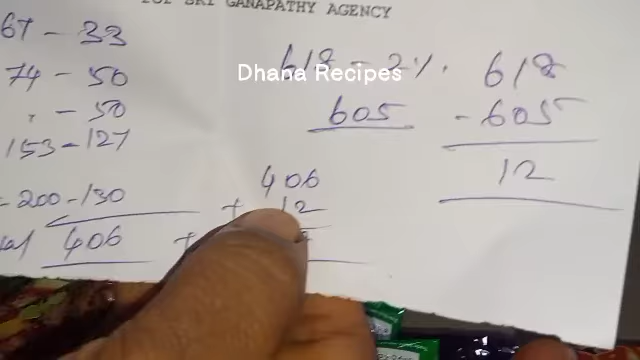 FOR SRI GANAPATHY AGENCY
67 - 33
74 - 50
" - 50
153 - 127
- 200 - 130
406
618 - 2%.
605
618
- 605
12
406
+ 12
+
Dhana Recipes